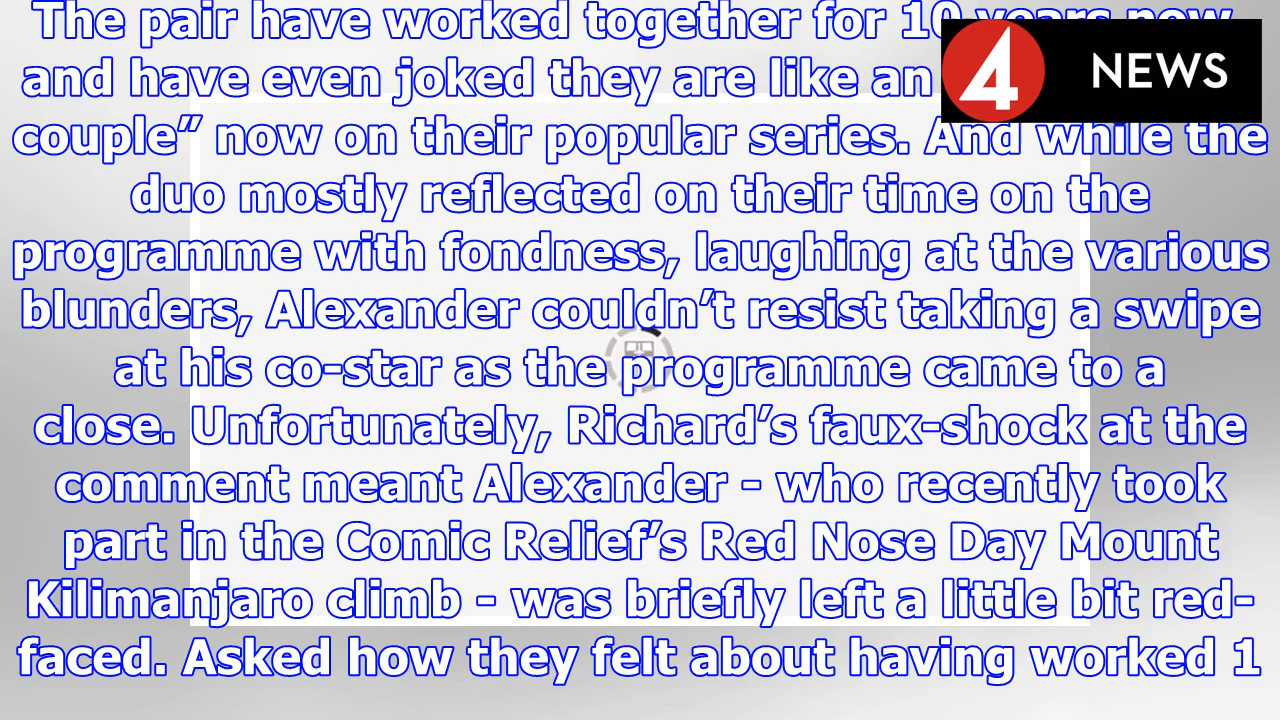 The pair have worked together for 10 years now
and have even joked they are like an
couple” now on their popular series. And while the
duo mostly reflected on their time on the
programme with fondness, laughing at the various
blunders, Alexander couldn’t resist taking a swipe
at his co-star as the programme came to a
close. Unfortunately, Richard’s faux-shock at the
comment meant Alexander - who recently took
part in the Comic Relief’s Red Nose Day Mount
Kilimanjaro climb - was briefly left a little bit red-
faced. Asked how they felt about having worked 1
4 NEWS